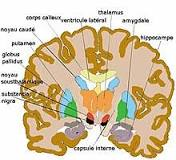 thalamus
corps calleux
ventricule latéral
amygdale
noyau caudé
hippocampe
putamen
globus
pallidus
noyau
sousthalamique
substantia
nigra
capsule interne